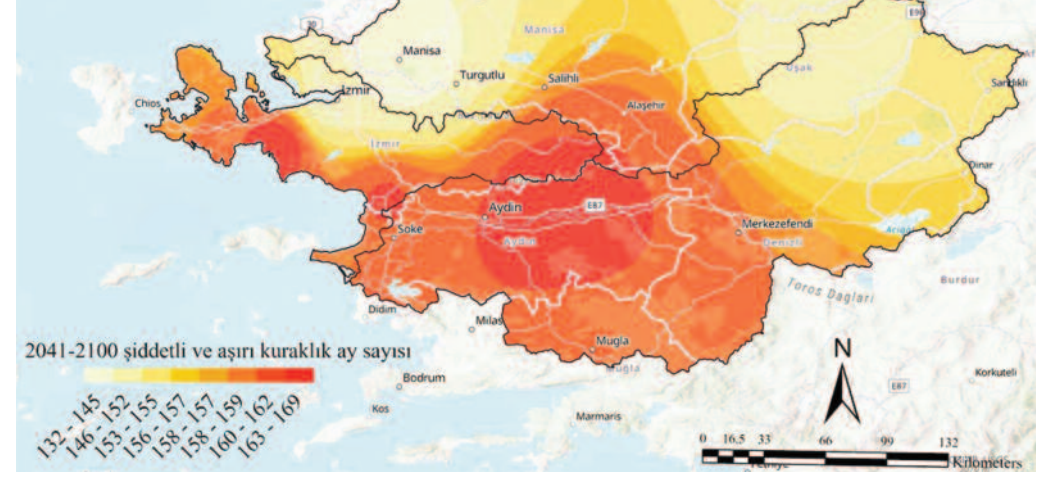 30
E96
Manisa
Manisa
Uşak
Turgutlu
Salihli
Chios
İzmir
Alaşehir
İzmir
Dinar
Aydın
E87
Aydın
Söke
Merkezefendi
Denizli
Acıgöl
Toros Dağları
Burdur
Didim
Milas
Muğla
Muğla
2041-2100 şiddetli ve aşırı kuraklık ay sayısı
132 - 145
146 - 152
153 - 155
156 - 157
158 - 157
158 - 159
160 - 162
163 - 169
Bodrum
Kos
Marmaris
N
E87
Korkuteli
0 16.5 33 66 99 132
Kilometers